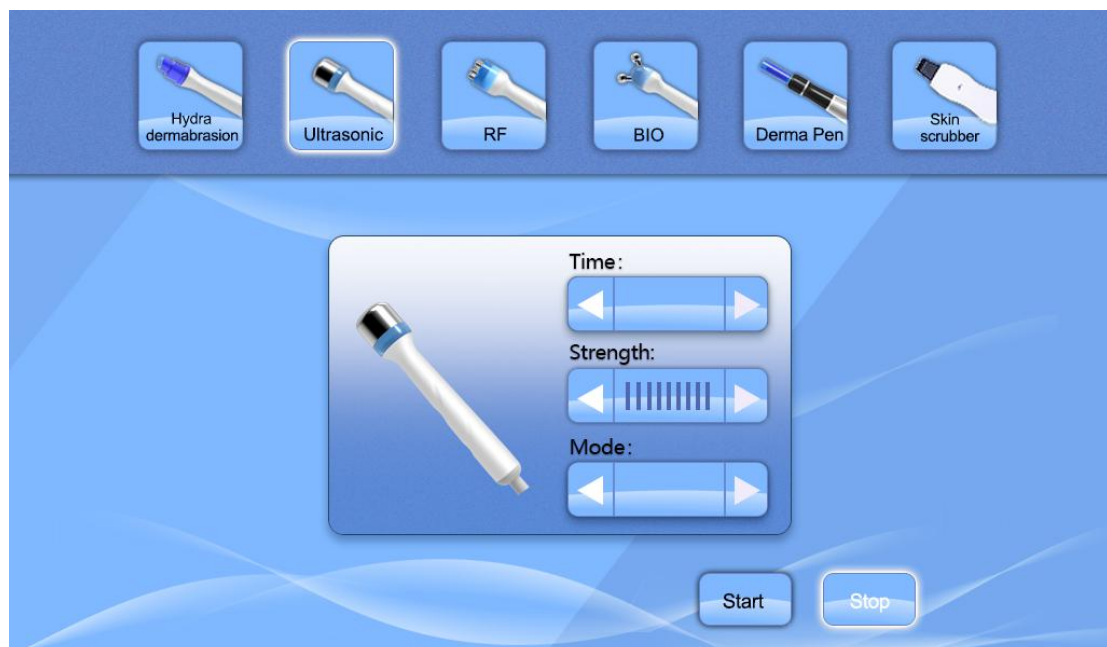 Hydra
dermabrasion
Ultrasonic
RF
BIO
Derma Pen
Skin
scrubber
Time:
Strength:
Mode:
Start
Stop